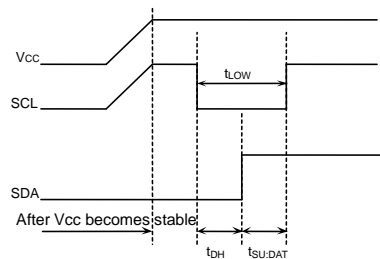 VCC
tLOW
SCL
SDA
After Vcc becomes stable
tDH
tSU:DAT